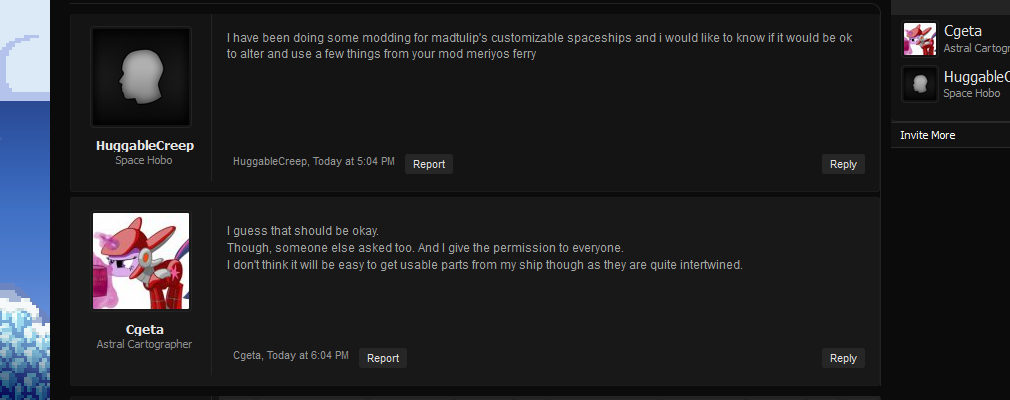 I have been doing some modding for madtulip's customizable spaceships and i would like to know if it would be ok
to alter and use a few things from your mod meriyos ferry
HuggableCreep
Space Hobo
HuggableCreep, Today at 5:04 PM
Report
Reply
I guess that should be okay.
Though, someone else asked too. And I give the permission to everyone.
I don't think it will be easy to get usable parts from my ship though as they are quite intertwined.
Cgeta
Astral Cartographer
Cgeta, Today at 6:04 PM
Report
Reply
Cgeta
Astral Cartogr
HuggableC
Space Hobo
Invite More